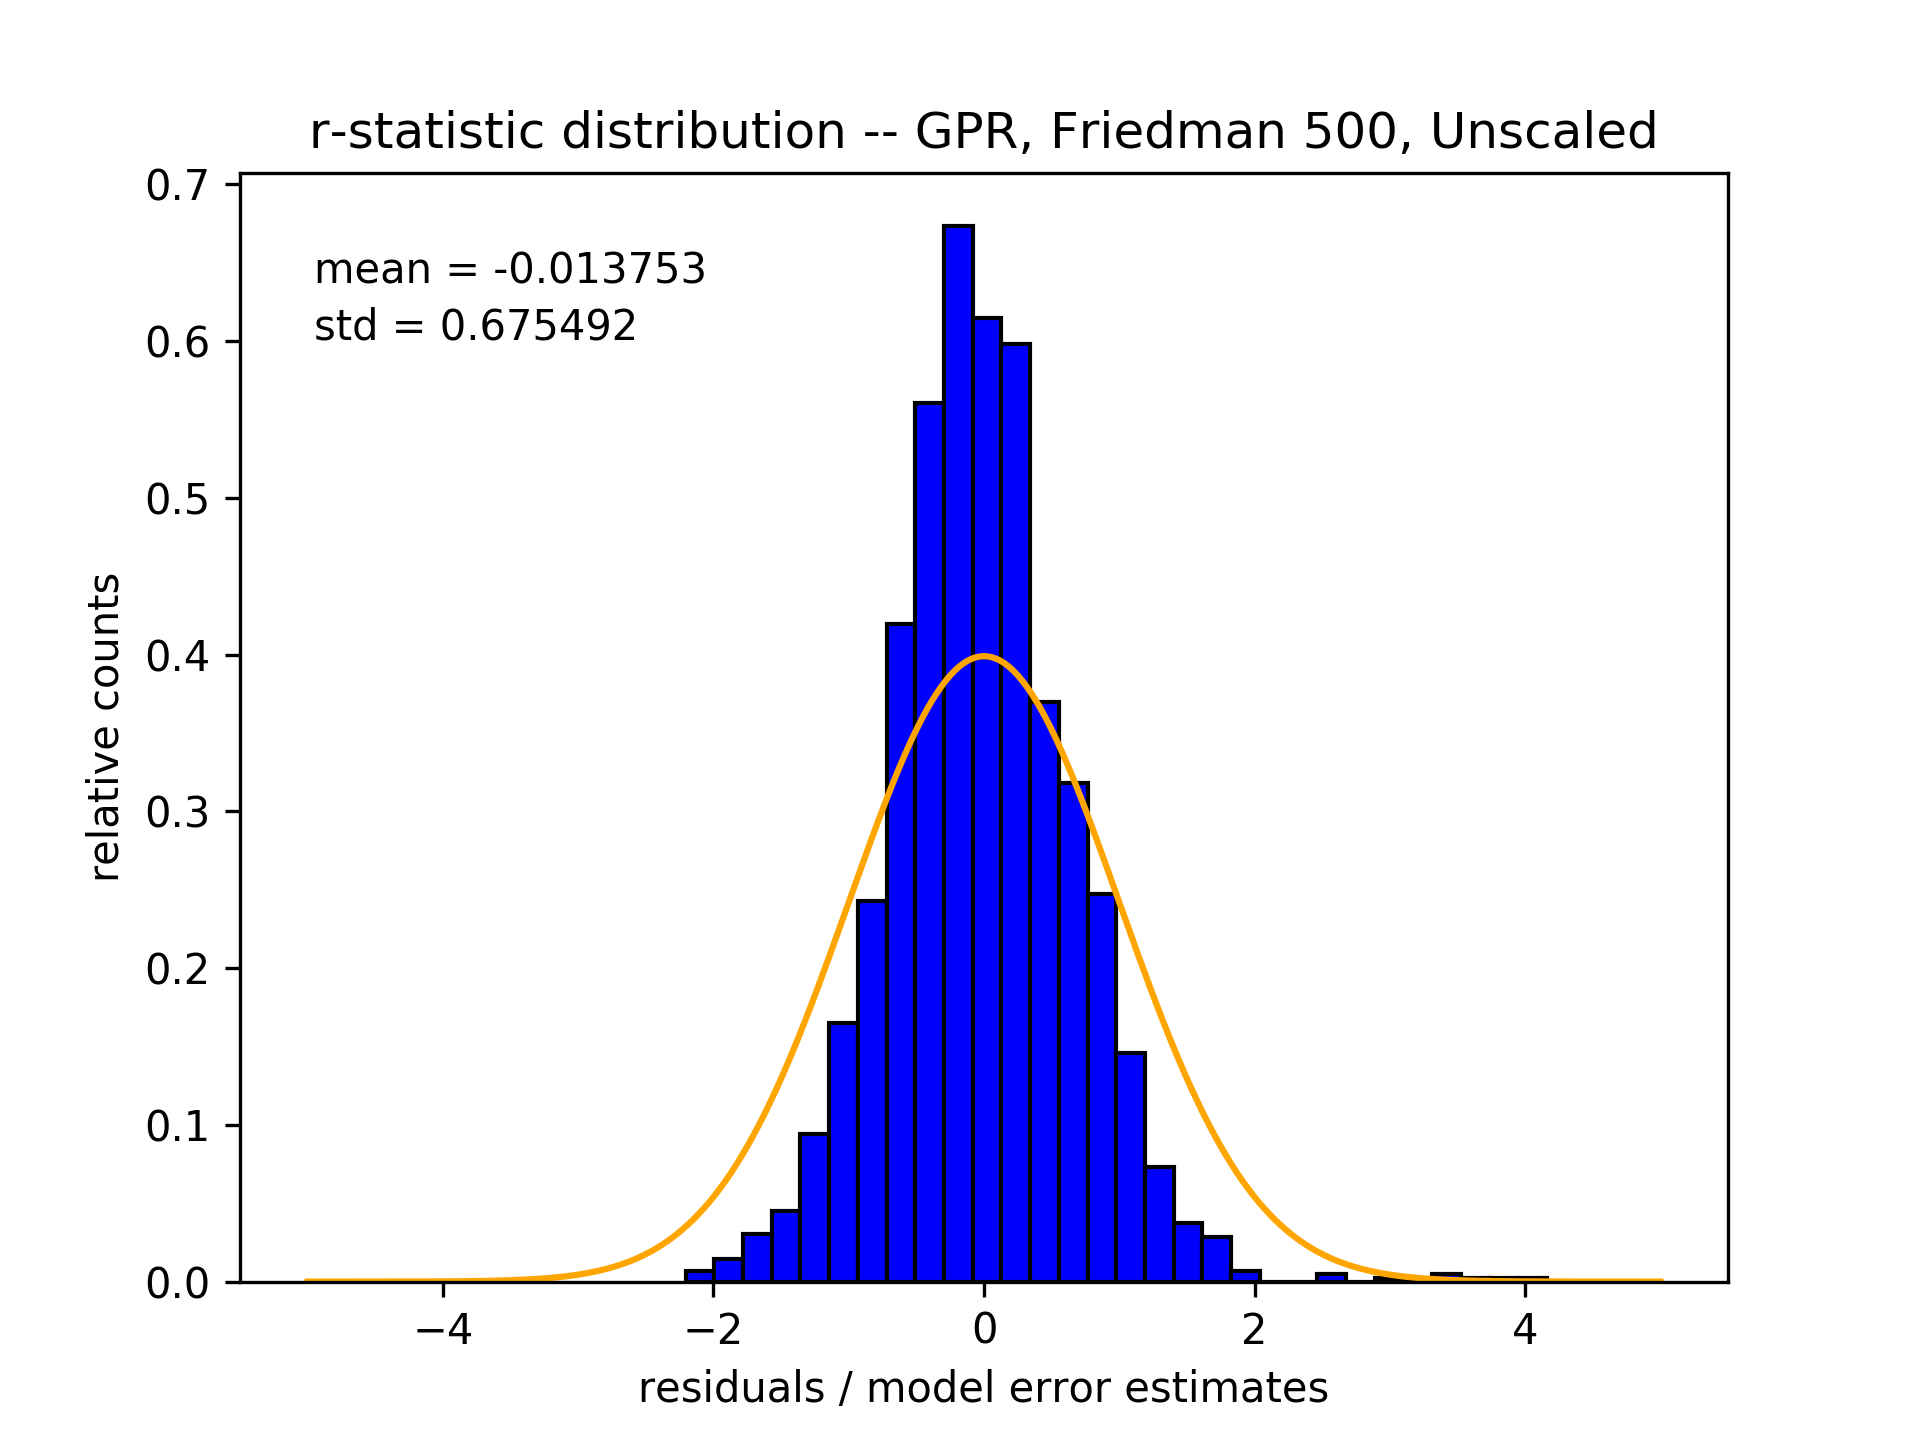 r-statistic distribution -- GPR, Friedman 500, Unscaled
mean = -0.013753
std = 0.675492
relative counts
0.7
0.6
0.5
0.4
0.3
0.2
0.1
0.0
−4
−2
0
2
4
residuals / model error estimates